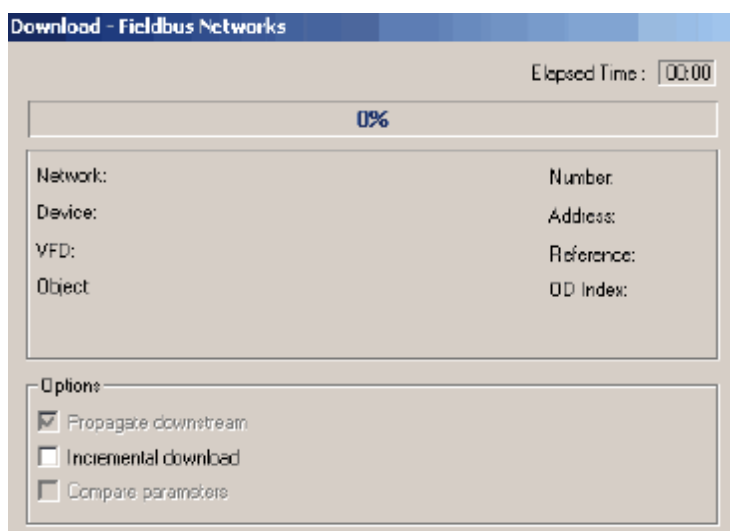 Download - Fieldbus Networks
Elapsed Time : 00:00
0%
Network: Number:
Device: Address:
VFD: Reference:
Object: OD Index:
Options
Propagate downstream
Incremental download
Compare parameters